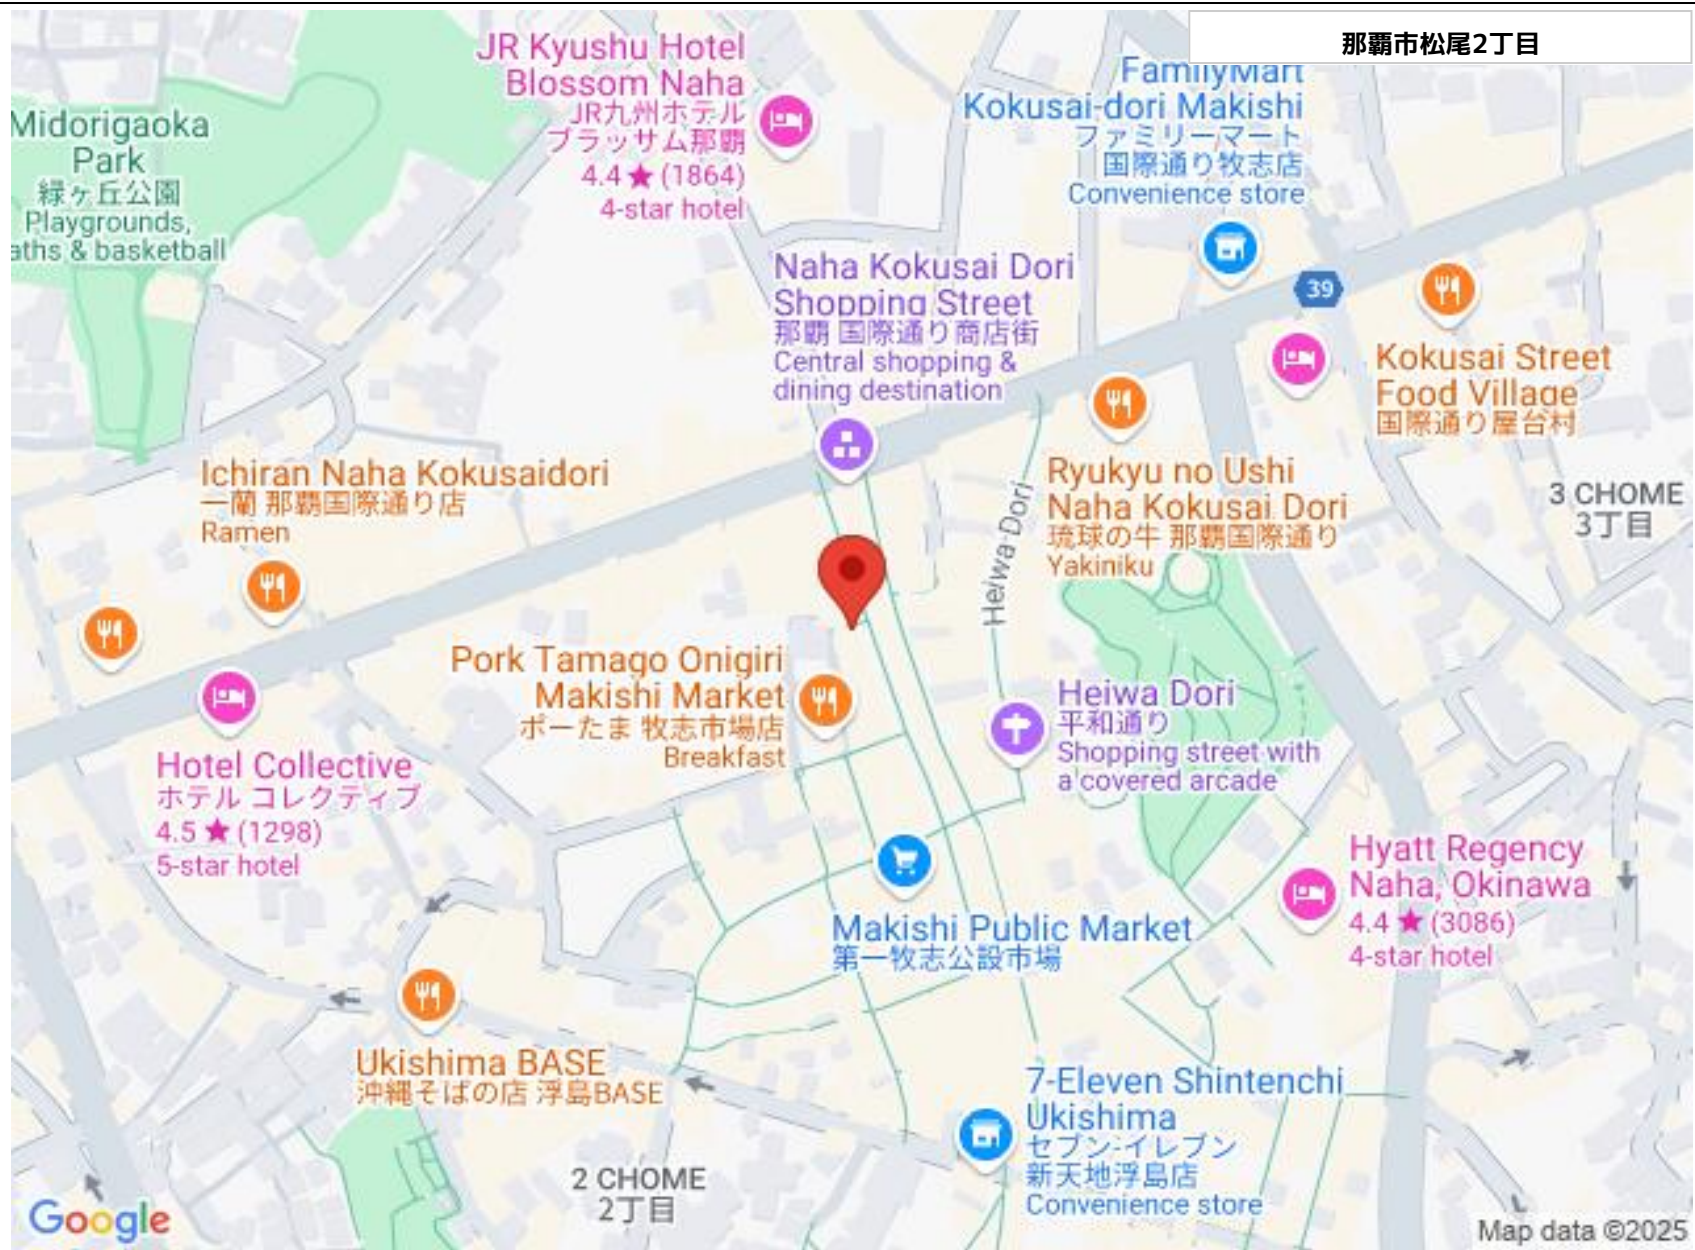 那覇市松尾2丁目
JR Kyushu Hotel
Blossom Naha
JR九州ホテル
ブラッサム那覇
4.4 ★ (1864)
4-star hotel
FamilyMart
Kokusai-dori Makishi
ファミリーマート
国際通り牧志店
Convenience store
Midorigaoka
Park
緑ヶ丘公園
Playgrounds,
aths & basketball
Naha Kokusai Dori
Shopping Street
那覇 国際通り商店街
Central shopping &
dining destination
39
Kokusai Street
Food Village
国際通り屋台村
Ichiran Naha Kokusaidori
一蘭 那覇国際通り店
Ramen
Ryukyu no Ushi
Naha Kokusai Dori
琉球の牛 那覇国際通り
Yakiniku
3 CHOME
3丁目
Heiwa Dori
Pork Tamago Onigiri
Makishi Market
ポーたま 牧志市場店
Breakfast
Heiwa Dori
平和通り
Shopping street with
a covered arcade
Hotel Collective
ホテル コレクティブ
4.5 ★ (1298)
5-star hotel
Hyatt Regency
Naha, Okinawa
4.4 ★ (3086)
4-star hotel
Makishi Public Market
第一牧志公設市場
Ukishima BASE
沖縄そばの店 浮島BASE
7-Eleven Shintenchi
Ukishima
セブン-イレブン
新天地浮島店
Convenience store
2 CHOME
2丁目
Google
Map data ©2025